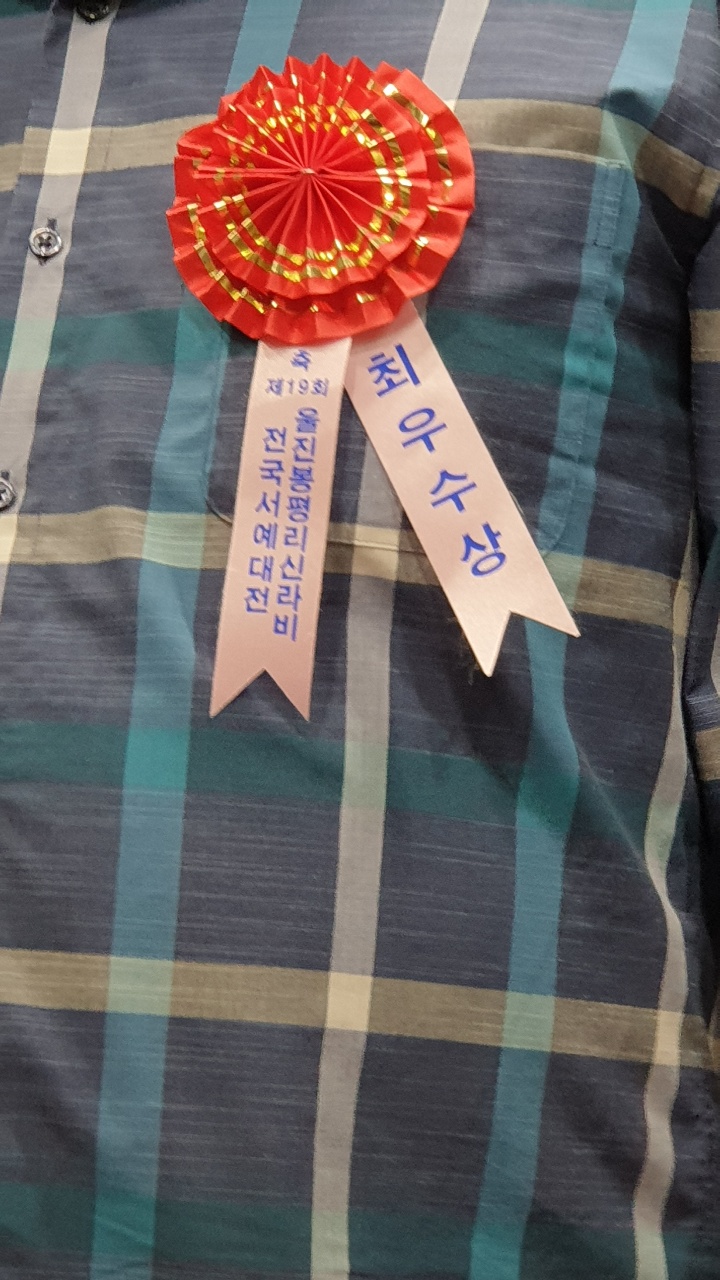 축
제19회
울진봉평리신라비
전국서예대전
최우수상